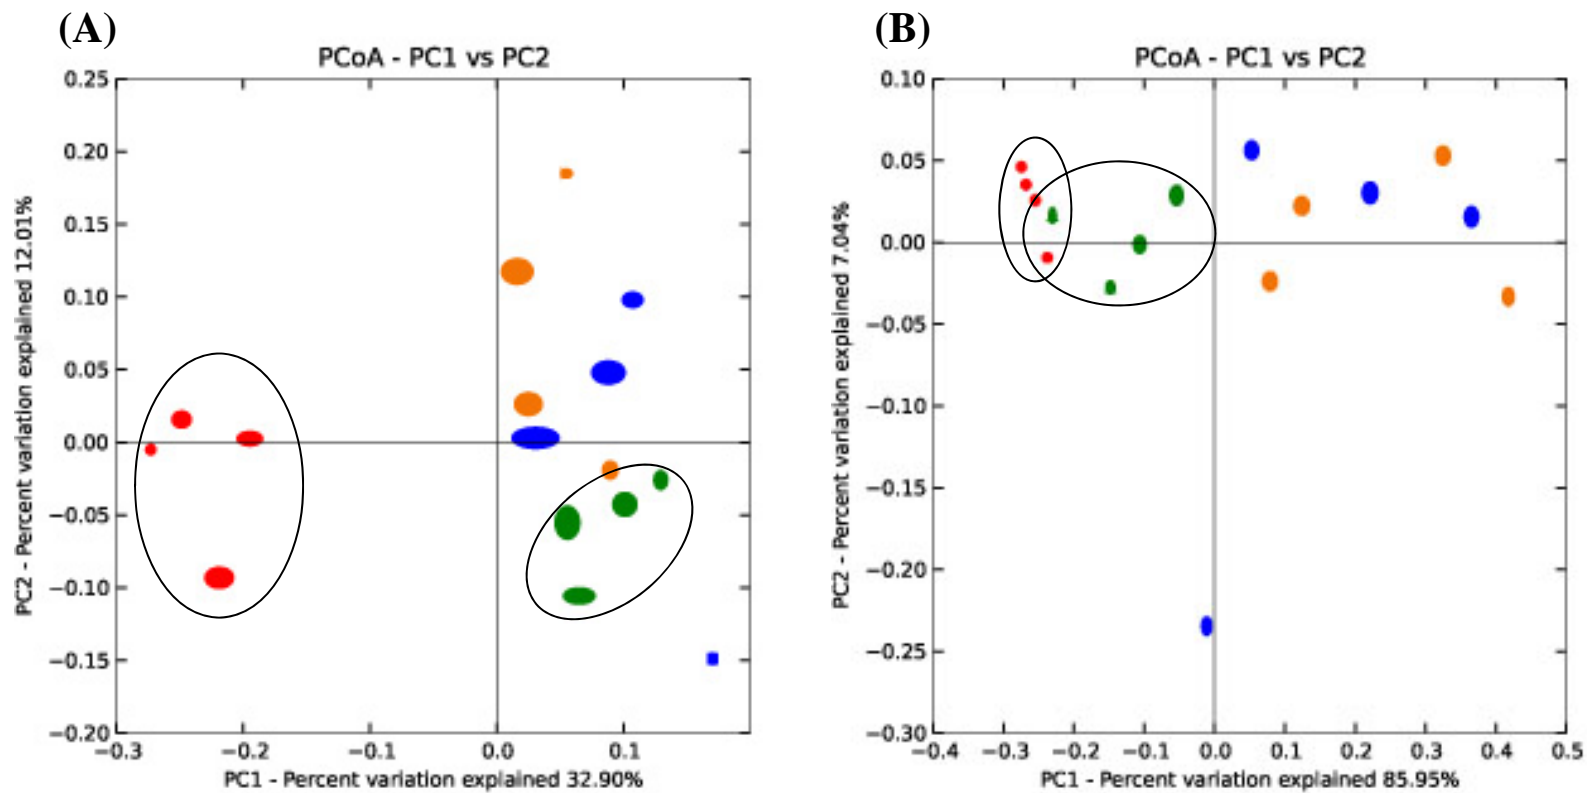 (A)
PCoA - PC1 vs PC2
0.25
0.20
0.15
0.10
0.05
0.00
−0.05
−0.10
−0.15
−0.20
−0.3 −0.2 −0.1 0.0 0.1
PC1 - Percent variation explained 32.90%
PC2 - Percent variation explained 12.01%
(B)
PCoA - PC1 vs PC2
0.10
0.05
0.00
−0.05
−0.10
−0.15
−0.20
−0.25
−0.30
−0.4 −0.3 −0.2 −0.1 0.0 0.1 0.2 0.3 0.4 0.5
PC1 - Percent variation explained 85.95%
PC2 - Percent variation explained 7.04%